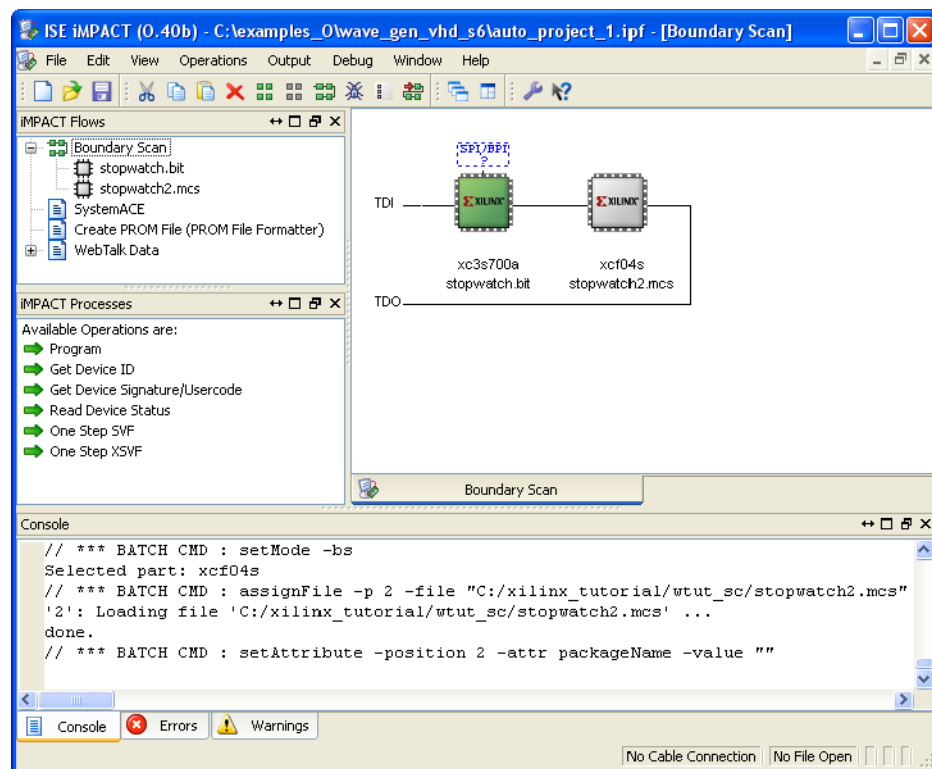 ISE iMPACT (O.40b) - C:\examples_O\wave_gen_vhd_s6\auto_project_1.ipf - [Boundary Scan]
File Edit View Operations Output Debug Window Help
iMPACT Flows
Boundary Scan
stopwatch.bit
stopwatch2.mcs
SystemACE
Create PROM File (PROM File Formatter)
WebTalk Data
iMPACT Processes
Available Operations are:
Program
Get Device ID
Get Device Signature/Usercode
Read Device Status
One Step SVF
One Step XSVF
SPI/BPI
?
TDI
XILINX
XILINX
xc3s700a
stopwatch.bit
xcf04s
stopwatch2.mcs
TDO
Boundary Scan
Console
// *** BATCH CMD : setMode -bs
Selected part: xcf04s
// *** BATCH CMD : assignFile -p 2 -file "C:/xilinx_tutorial/wtut_sc/stopwatch2.mcs"
'2': Loading file 'C:/xilinx_tutorial/wtut_sc/stopwatch2.mcs' ...
done.
// *** BATCH CMD : setAttribute -position 2 -attr packageName -value ""
Console Errors Warnings
No Cable Connection No File Open